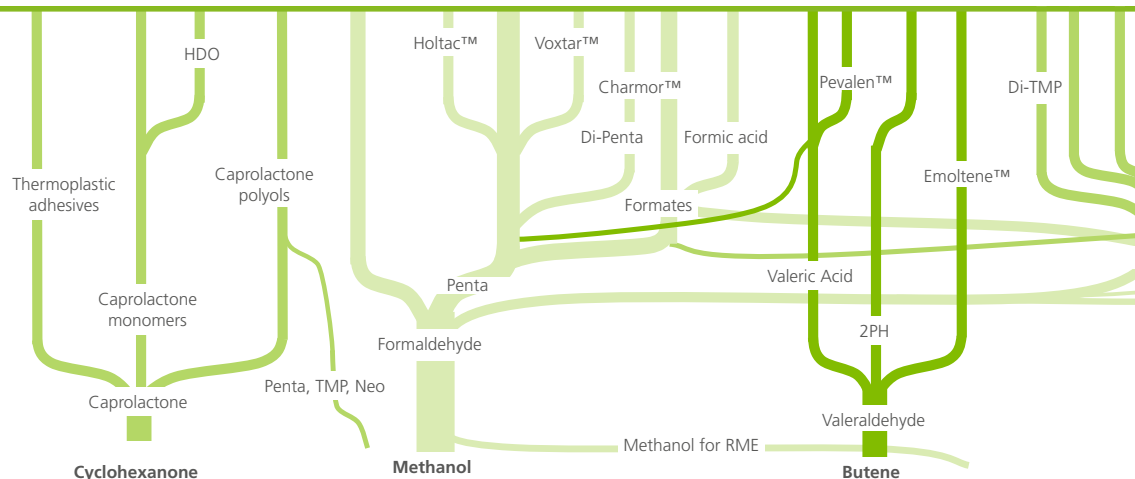 Holtac™
Voxtar™
HDO
Charmor™
Pevalen™
Di-TMP
Di-Penta
Formic acid
Thermoplastic
adhesives
Caprolactone
polyols
Emoltene™
Formates
Valeric Acid
Penta
Caprolactone
monomers
2PH
Formaldehyde
Penta, TMP, Neo
Caprolactone
Valeraldehyde
Methanol for RME
Cyclohexanone
Methanol
Butene